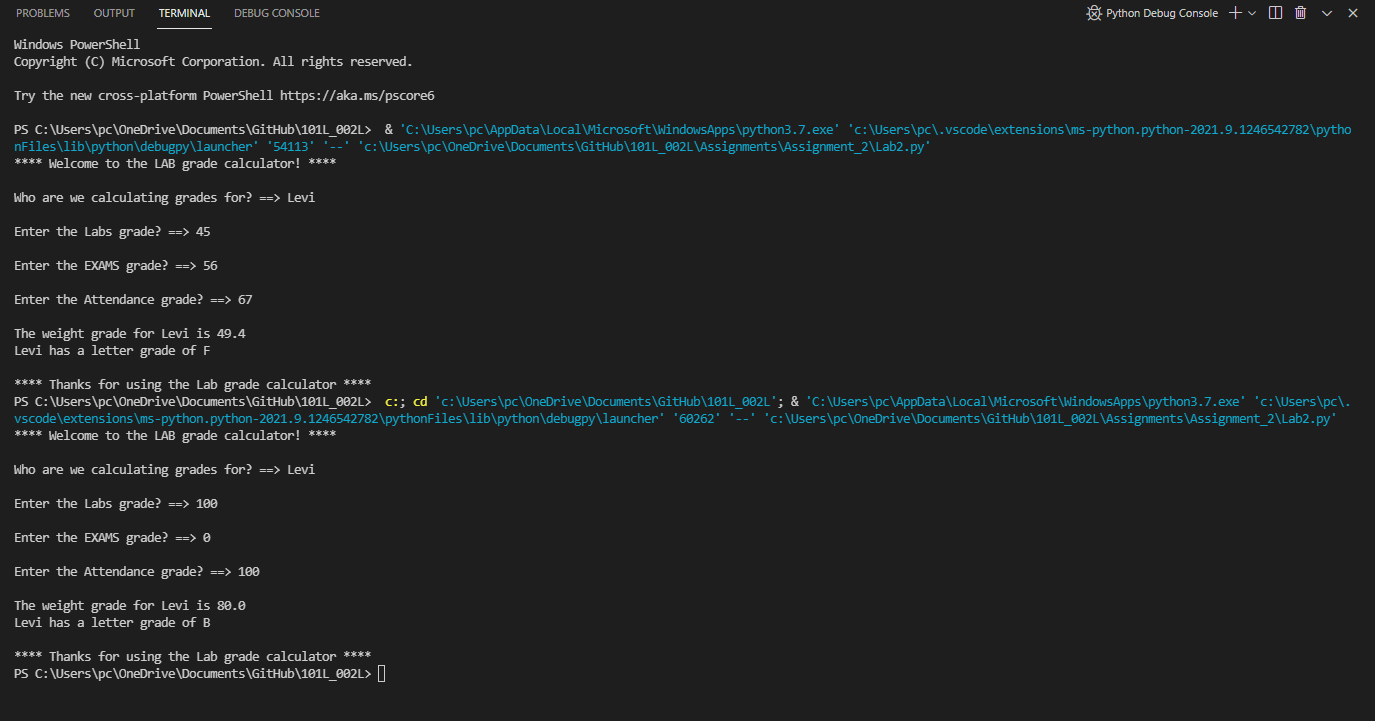 PROBLEMS OUTPUT TERMINAL DEBUG CONSOLE Python Debug Console
Windows PowerShell
Copyright (C) Microsoft Corporation. All rights reserved.
Try the new cross-platform PowerShell https://aka.ms/pscore6
PS C:\Users\pc\OneDrive\Documents\GitHub\101L_002L>  & 'C:\Users\pc\AppData\Local\Microsoft\WindowsApps\python3.7.exe' 'c:\Users\pc\.vscode\extensions\ms-python.python-2021.9.1246542782\pytho
nFiles\lib\python\debugpy\launcher' '54113' '--' 'c:\Users\pc\OneDrive\Documents\GitHub\101L_002L\Assignments\Assignment_2\Lab2.py'
**** Welcome to the LAB grade calculator! ****
Who are we calculating grades for? ==> Levi
Enter the Labs grade? ==> 45
Enter the EXAMS grade? ==> 56
Enter the Attendance grade? ==> 67
The weight grade for Levi is 49.4
Levi has a letter grade of F
**** Thanks for using the Lab grade calculator ****
PS C:\Users\pc\OneDrive\Documents\GitHub\101L_002L>  c:; cd 'c:\Users\pc\OneDrive\Documents\GitHub\101L_002L'; & 'C:\Users\pc\AppData\Local\Microsoft\WindowsApps\python3.7.exe' 'c:\Users\pc\.
vscode\extensions\ms-python.python-2021.9.1246542782\pythonFiles\lib\python\debugpy\launcher' '60262' '--' 'c:\Users\pc\OneDrive\Documents\GitHub\101L_002L\Assignments\Assignment_2\Lab2.py'
**** Welcome to the LAB grade calculator! ****
Who are we calculating grades for? ==> Levi
Enter the Labs grade? ==> 100
Enter the EXAMS grade? ==> 0
Enter the Attendance grade? ==> 100
The weight grade for Levi is 80.0
Levi has a letter grade of B
**** Thanks for using the Lab grade calculator ****
PS C:\Users\pc\OneDrive\Documents\GitHub\101L_002L>